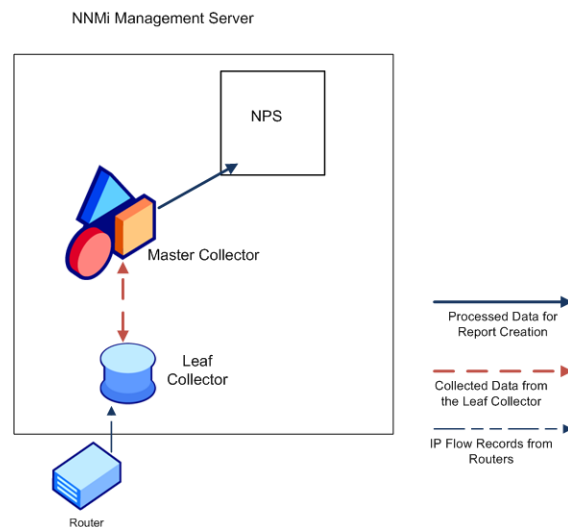 NNMi Management Server
NPS
Master Collector
Leaf
Collector
Router
Processed Data for
Report Creation
Collected Data from
the Leaf Collector
IP Flow Records from
Routers